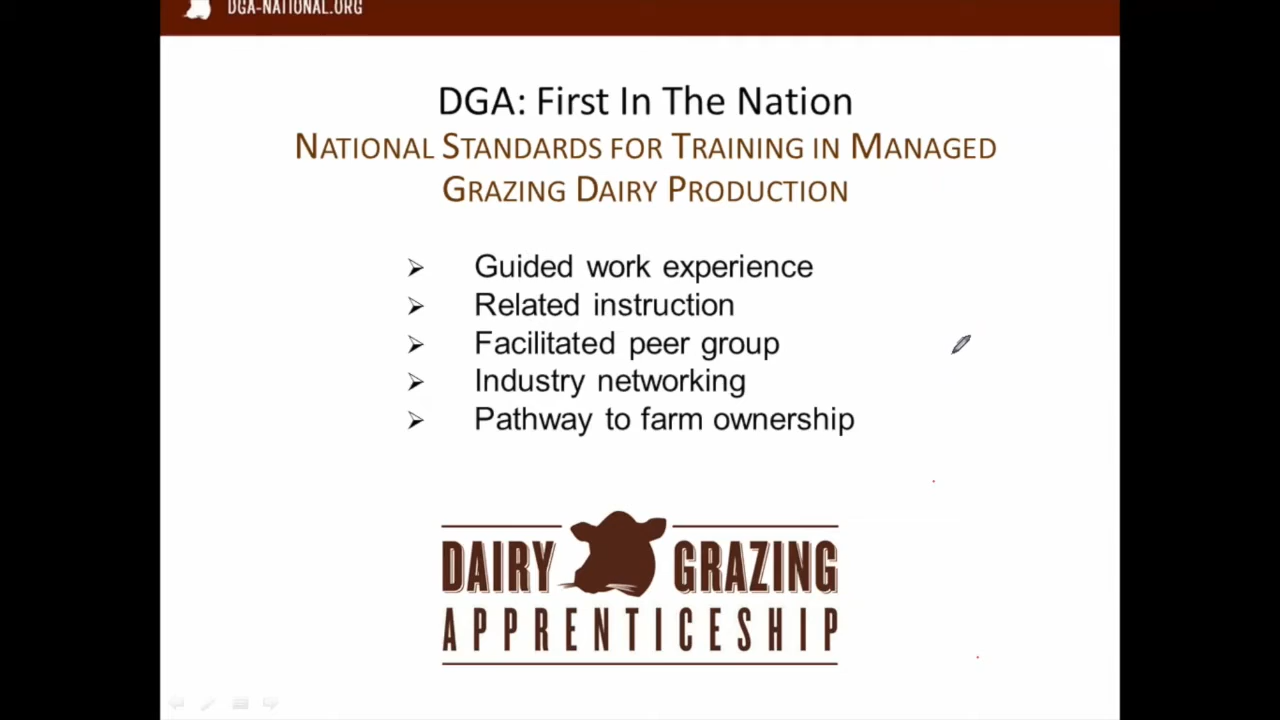 DGA-NATIONAL.ORG
DGA: First In The Nation
NATIONAL STANDARDS FOR TRAINING IN MANAGED
GRAZING DAIRY PRODUCTION
Guided work experience
Related instruction
Facilitated peer group
Industry networking
Pathway to farm ownership
DAIRY GRAZING
APPRENTICESHIP